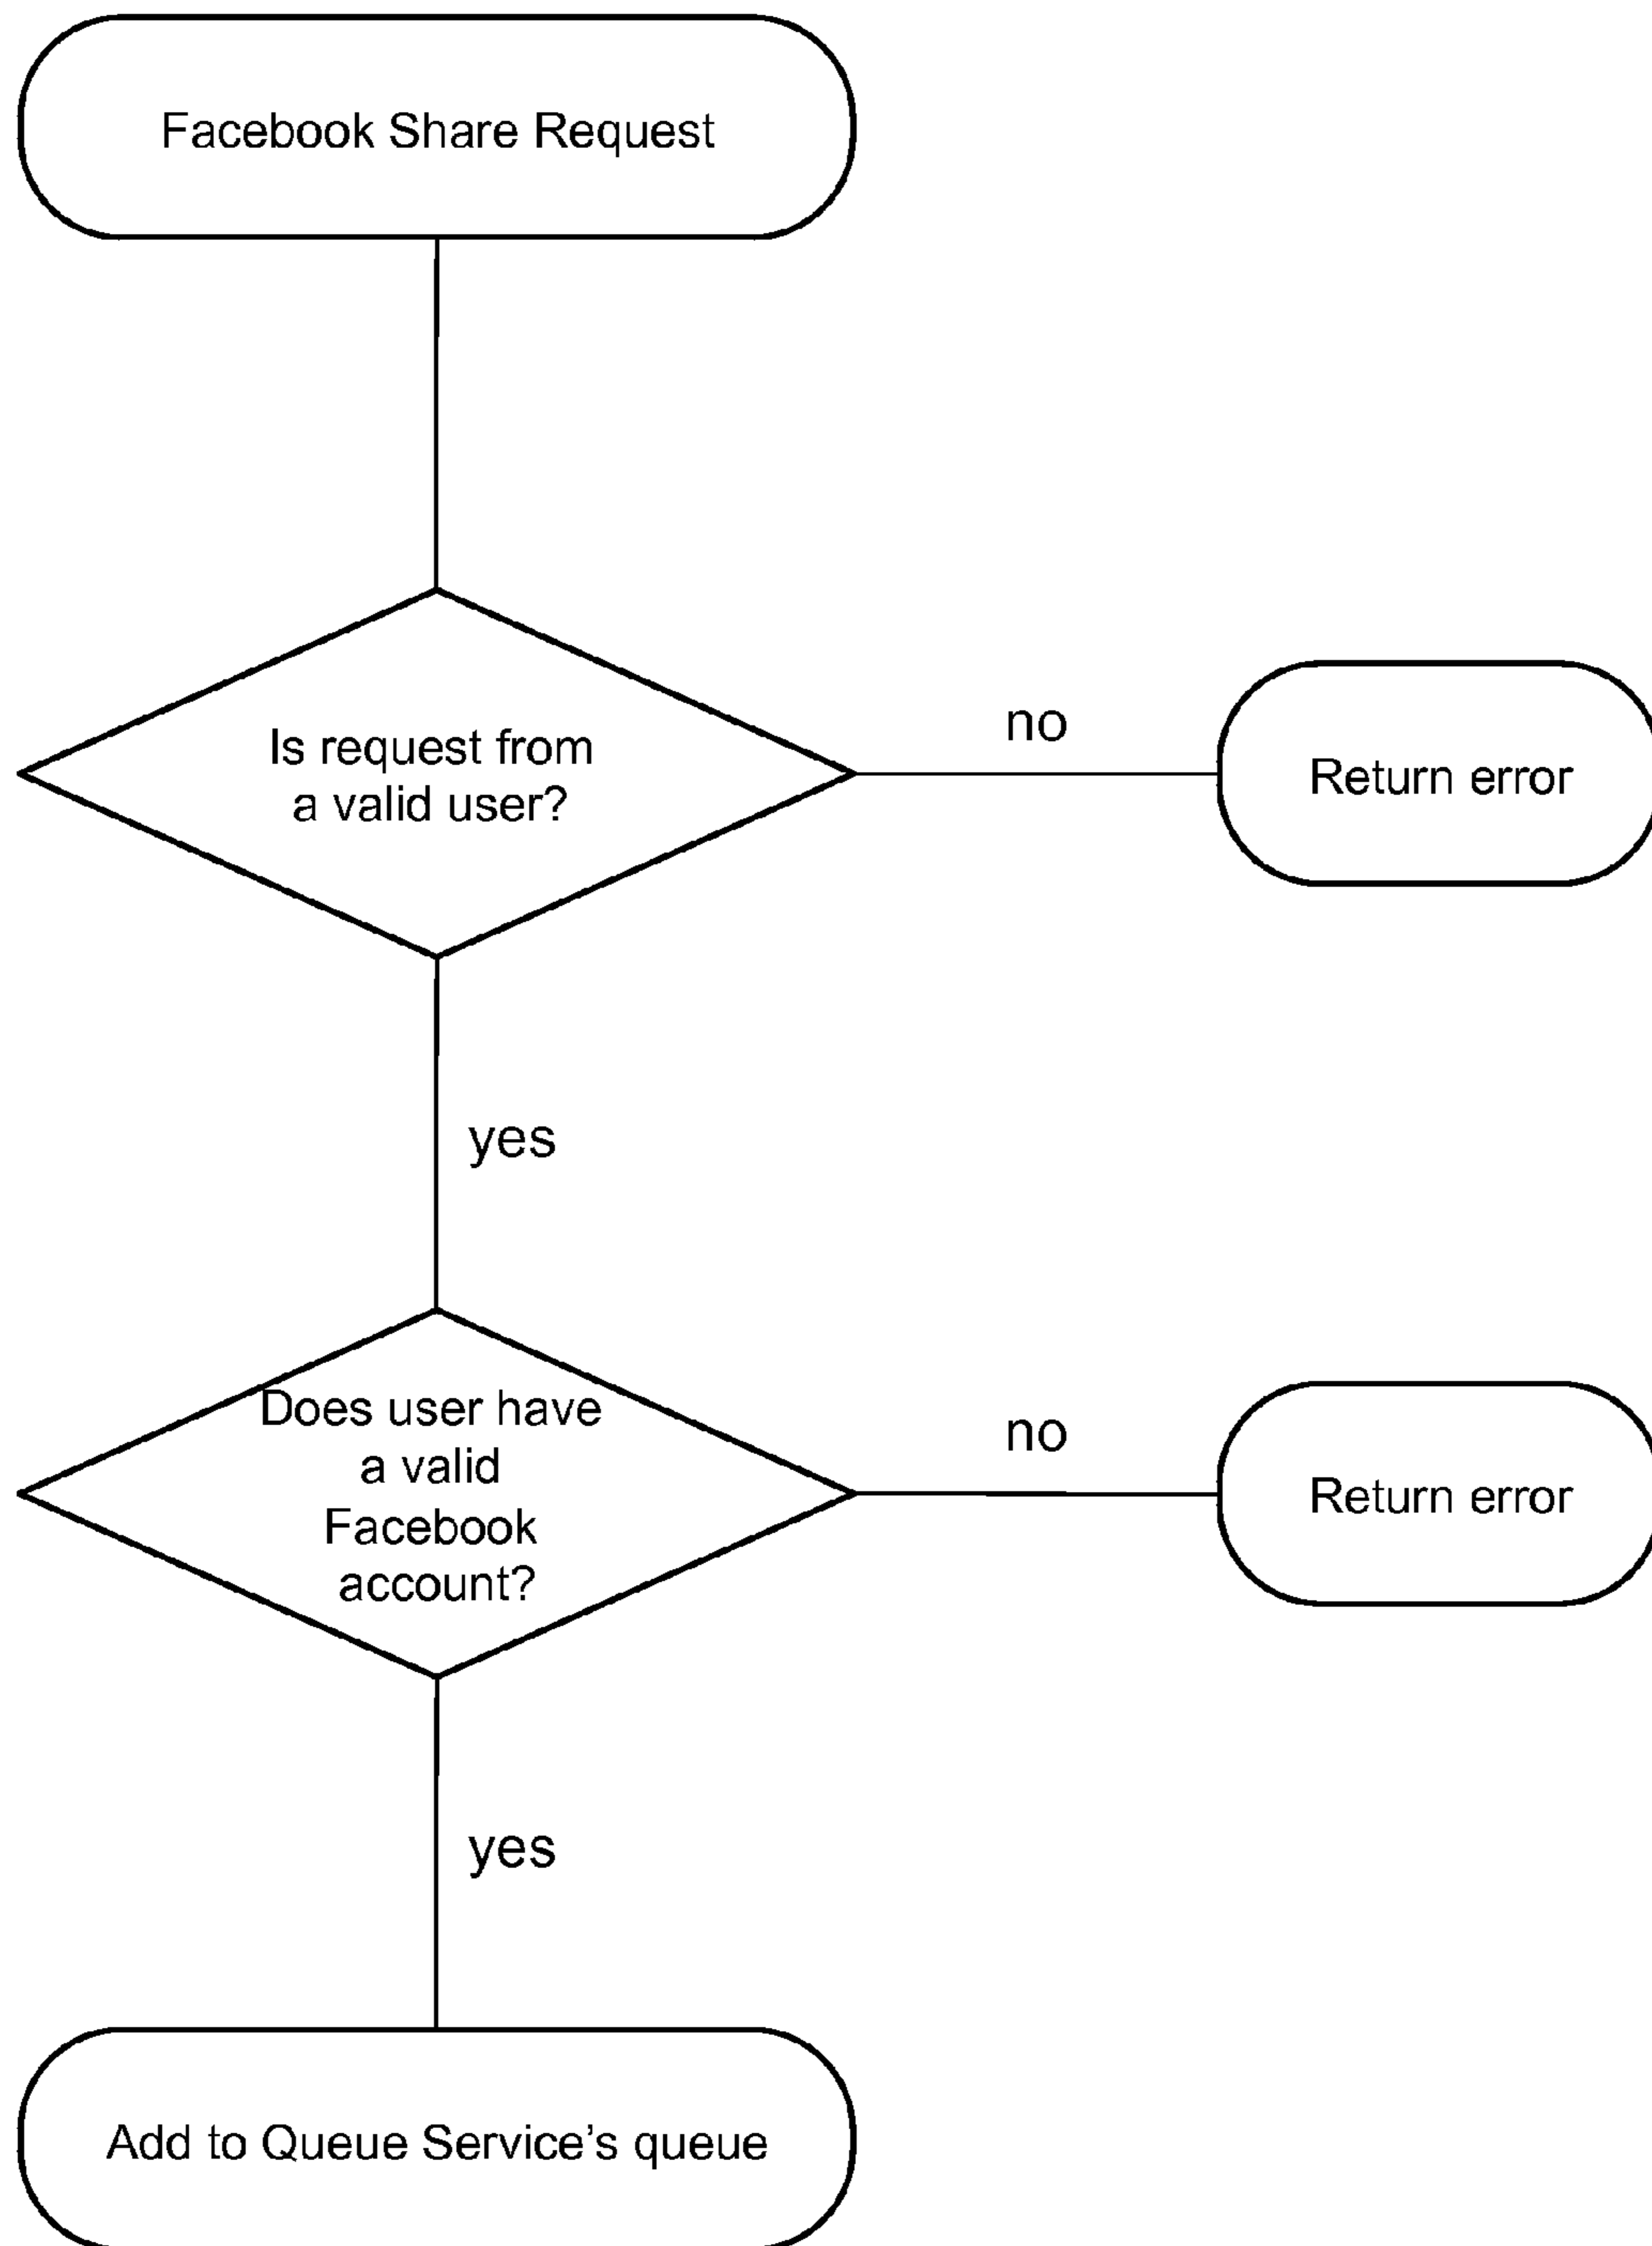 Facebook Share Request
Is request from
a valid user?
no
Return error
yes
Does user have
a valid
Facebook
account?
no
Return error
yes
Add to Queue Service’s queue